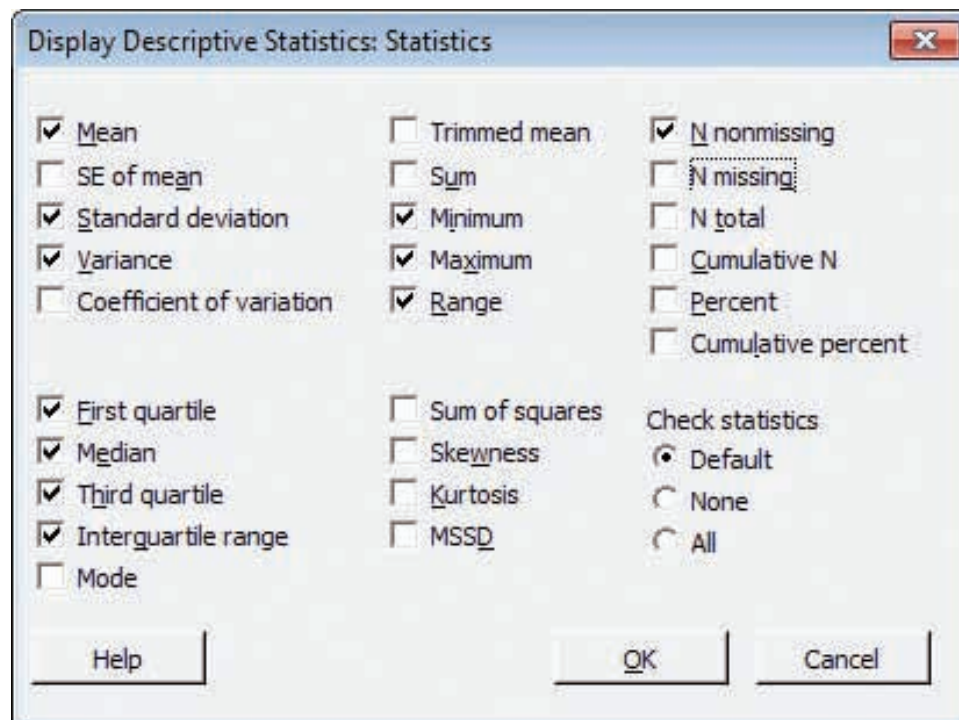 Display Descriptive Statistics: Statistics
Mean
SE of mean
Standard deviation
Variance
Coefficient of variation
Trimmed mean
Sum
Minimum
Maximum
Range
N nonmissing
N missing
N total
Cumulative N
Percent
Cumulative percent
First quartile
Median
Third quartile
Interquartile range
Mode
Sum of squares
Skewness
Kurtosis
MSSD
Check statistics
Default
None
All
Help
OK
Cancel